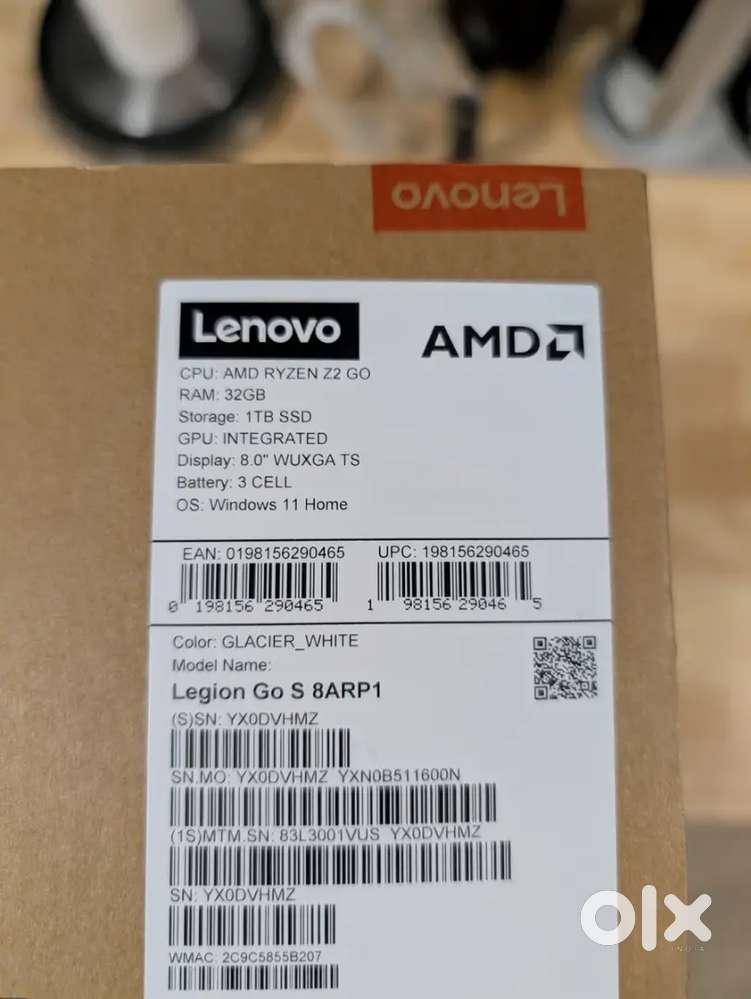 Lenovo
Lenovo
AMD
CPU: AMD RYZEN Z2 GO
RAM: 32GB
Storage: 1TB SSD
GPU: INTEGRATED
Display: 8.0" WUXGA TS
Battery: 3 CELL
OS: Windows 11 Home
EAN: 0198156290465 UPC: 198156290465
0 198156 290465 1 98156 29046 5
Color: GLACIER_WHITE
Model Name:
Legion Go S 8ARP1
(S)SN: YX0DVHMZ
SN.MO: YX0DVHMZ YXN0B511600N
(1S)MTM.SN: 83L3001VUS YX0DVHMZ
SN: YX0DVHMZ
WMAC: 2C9C5855B207
olx